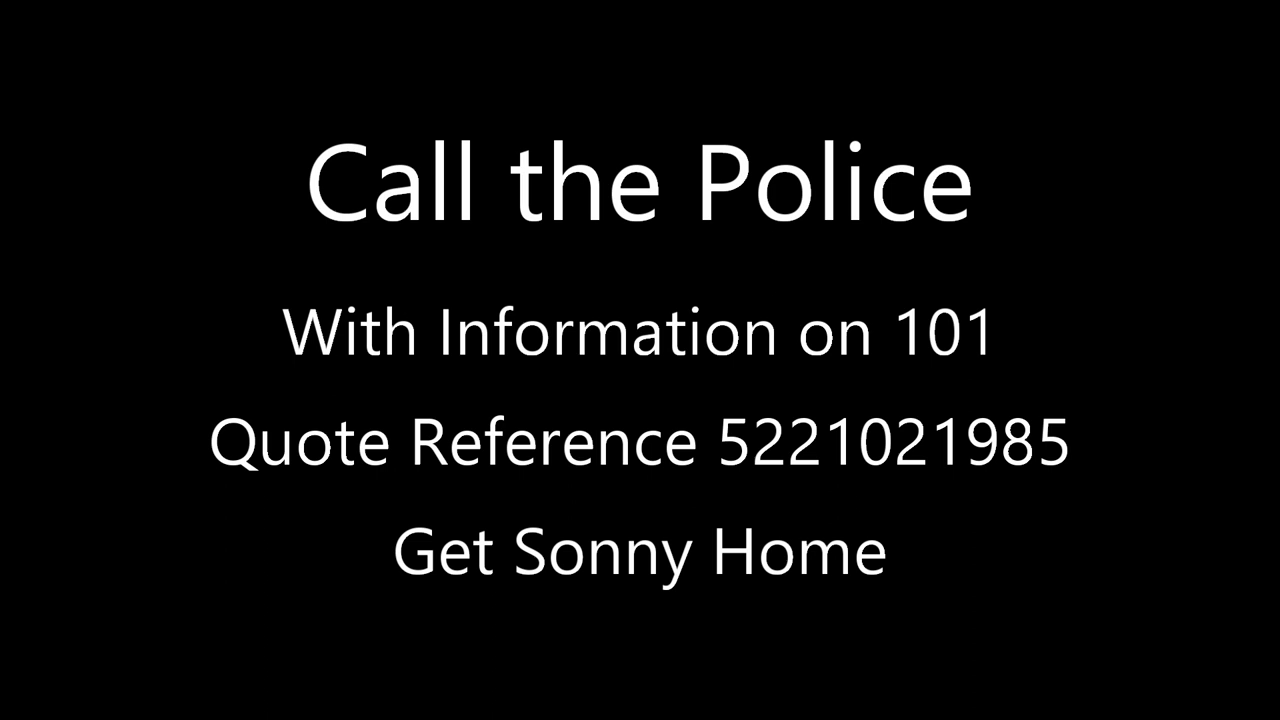 Call the Police
With Information on 101
Quote Reference 5221021985
Get Sonny Home